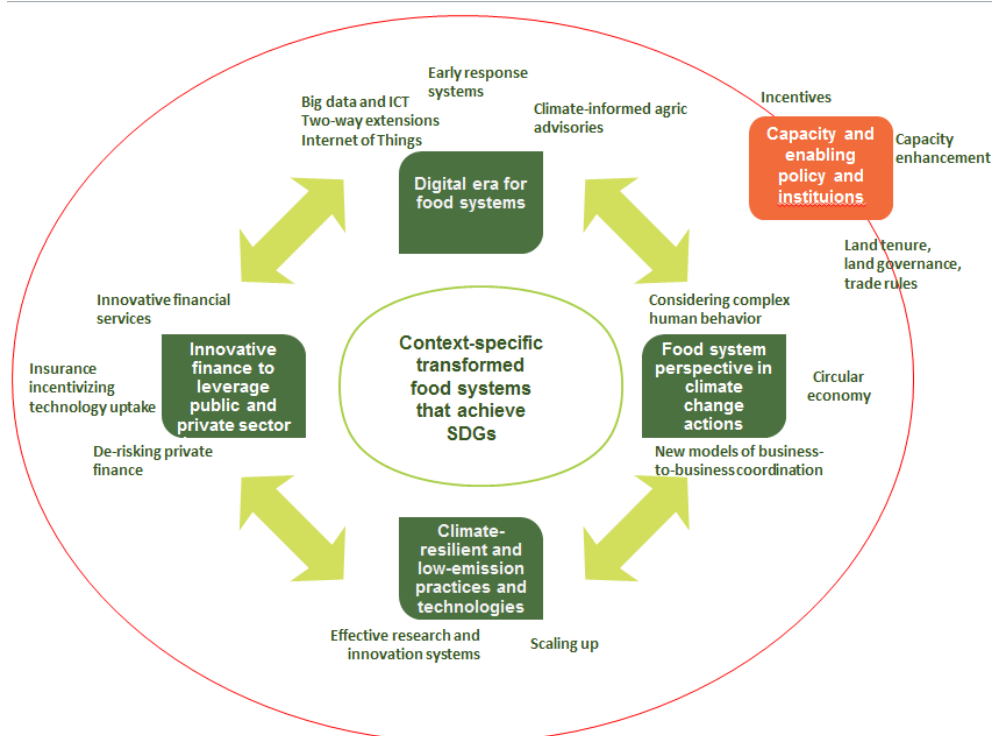 Early response
systems
Big data and ICT
Two-way extensions
Internet of Things
Climate-informed agric
advisories
Incentives
Capacity and
enabling
policy and
instituions
Capacity
enhancement
Digital era for
food systems
Land tenure,
land governance,
trade rules
Innovative financial
services
Considering complex
human behavior
Insurance
incentivizing
technology uptake
Innovative
finance to
leverage
public and
private sector
Context-specific
transformed
food systems
that achieve
SDGs
Food system
perspective in
climate
change
actions
Circular
economy
De-risking private
finance
New models of business-
to-business coordination
Climate-
resilient and
low-emission
practices and
technologies
Effective research and
innovation systems
Scaling up